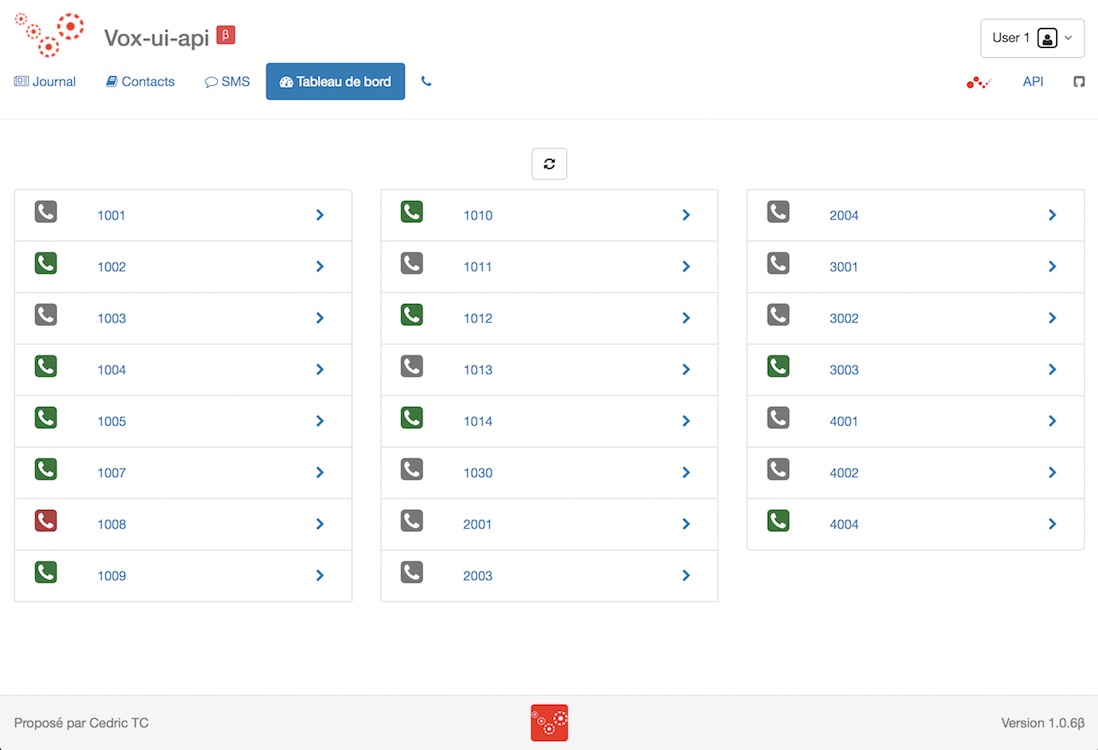 Vox-ui-api β
User 1
Journal
Contacts
SMS
Tableau de bord
API
1001
1002
1003
1004
1005
1007
1008
1009
1010
1011
1012
1013
1014
1030
2001
2003
2004
3001
3002
3003
4001
4002
4004
Proposé par Cedric TC
Version 1.0.6β